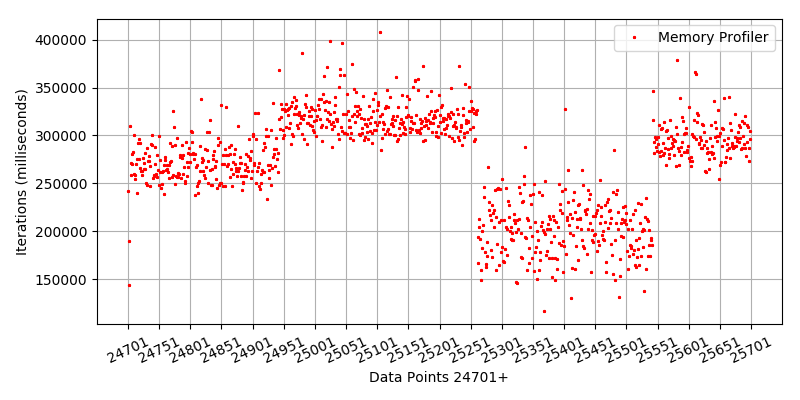 Memory Profiler
Iterations (milliseconds)
400000
350000
300000
250000
200000
150000
24701 24751 24801 24851 24901 24951 25001 25051 25101 25151 25201 25251 25301 25351 25401 25451 25501 25551 25601 25651 25701
Data Points 24701+